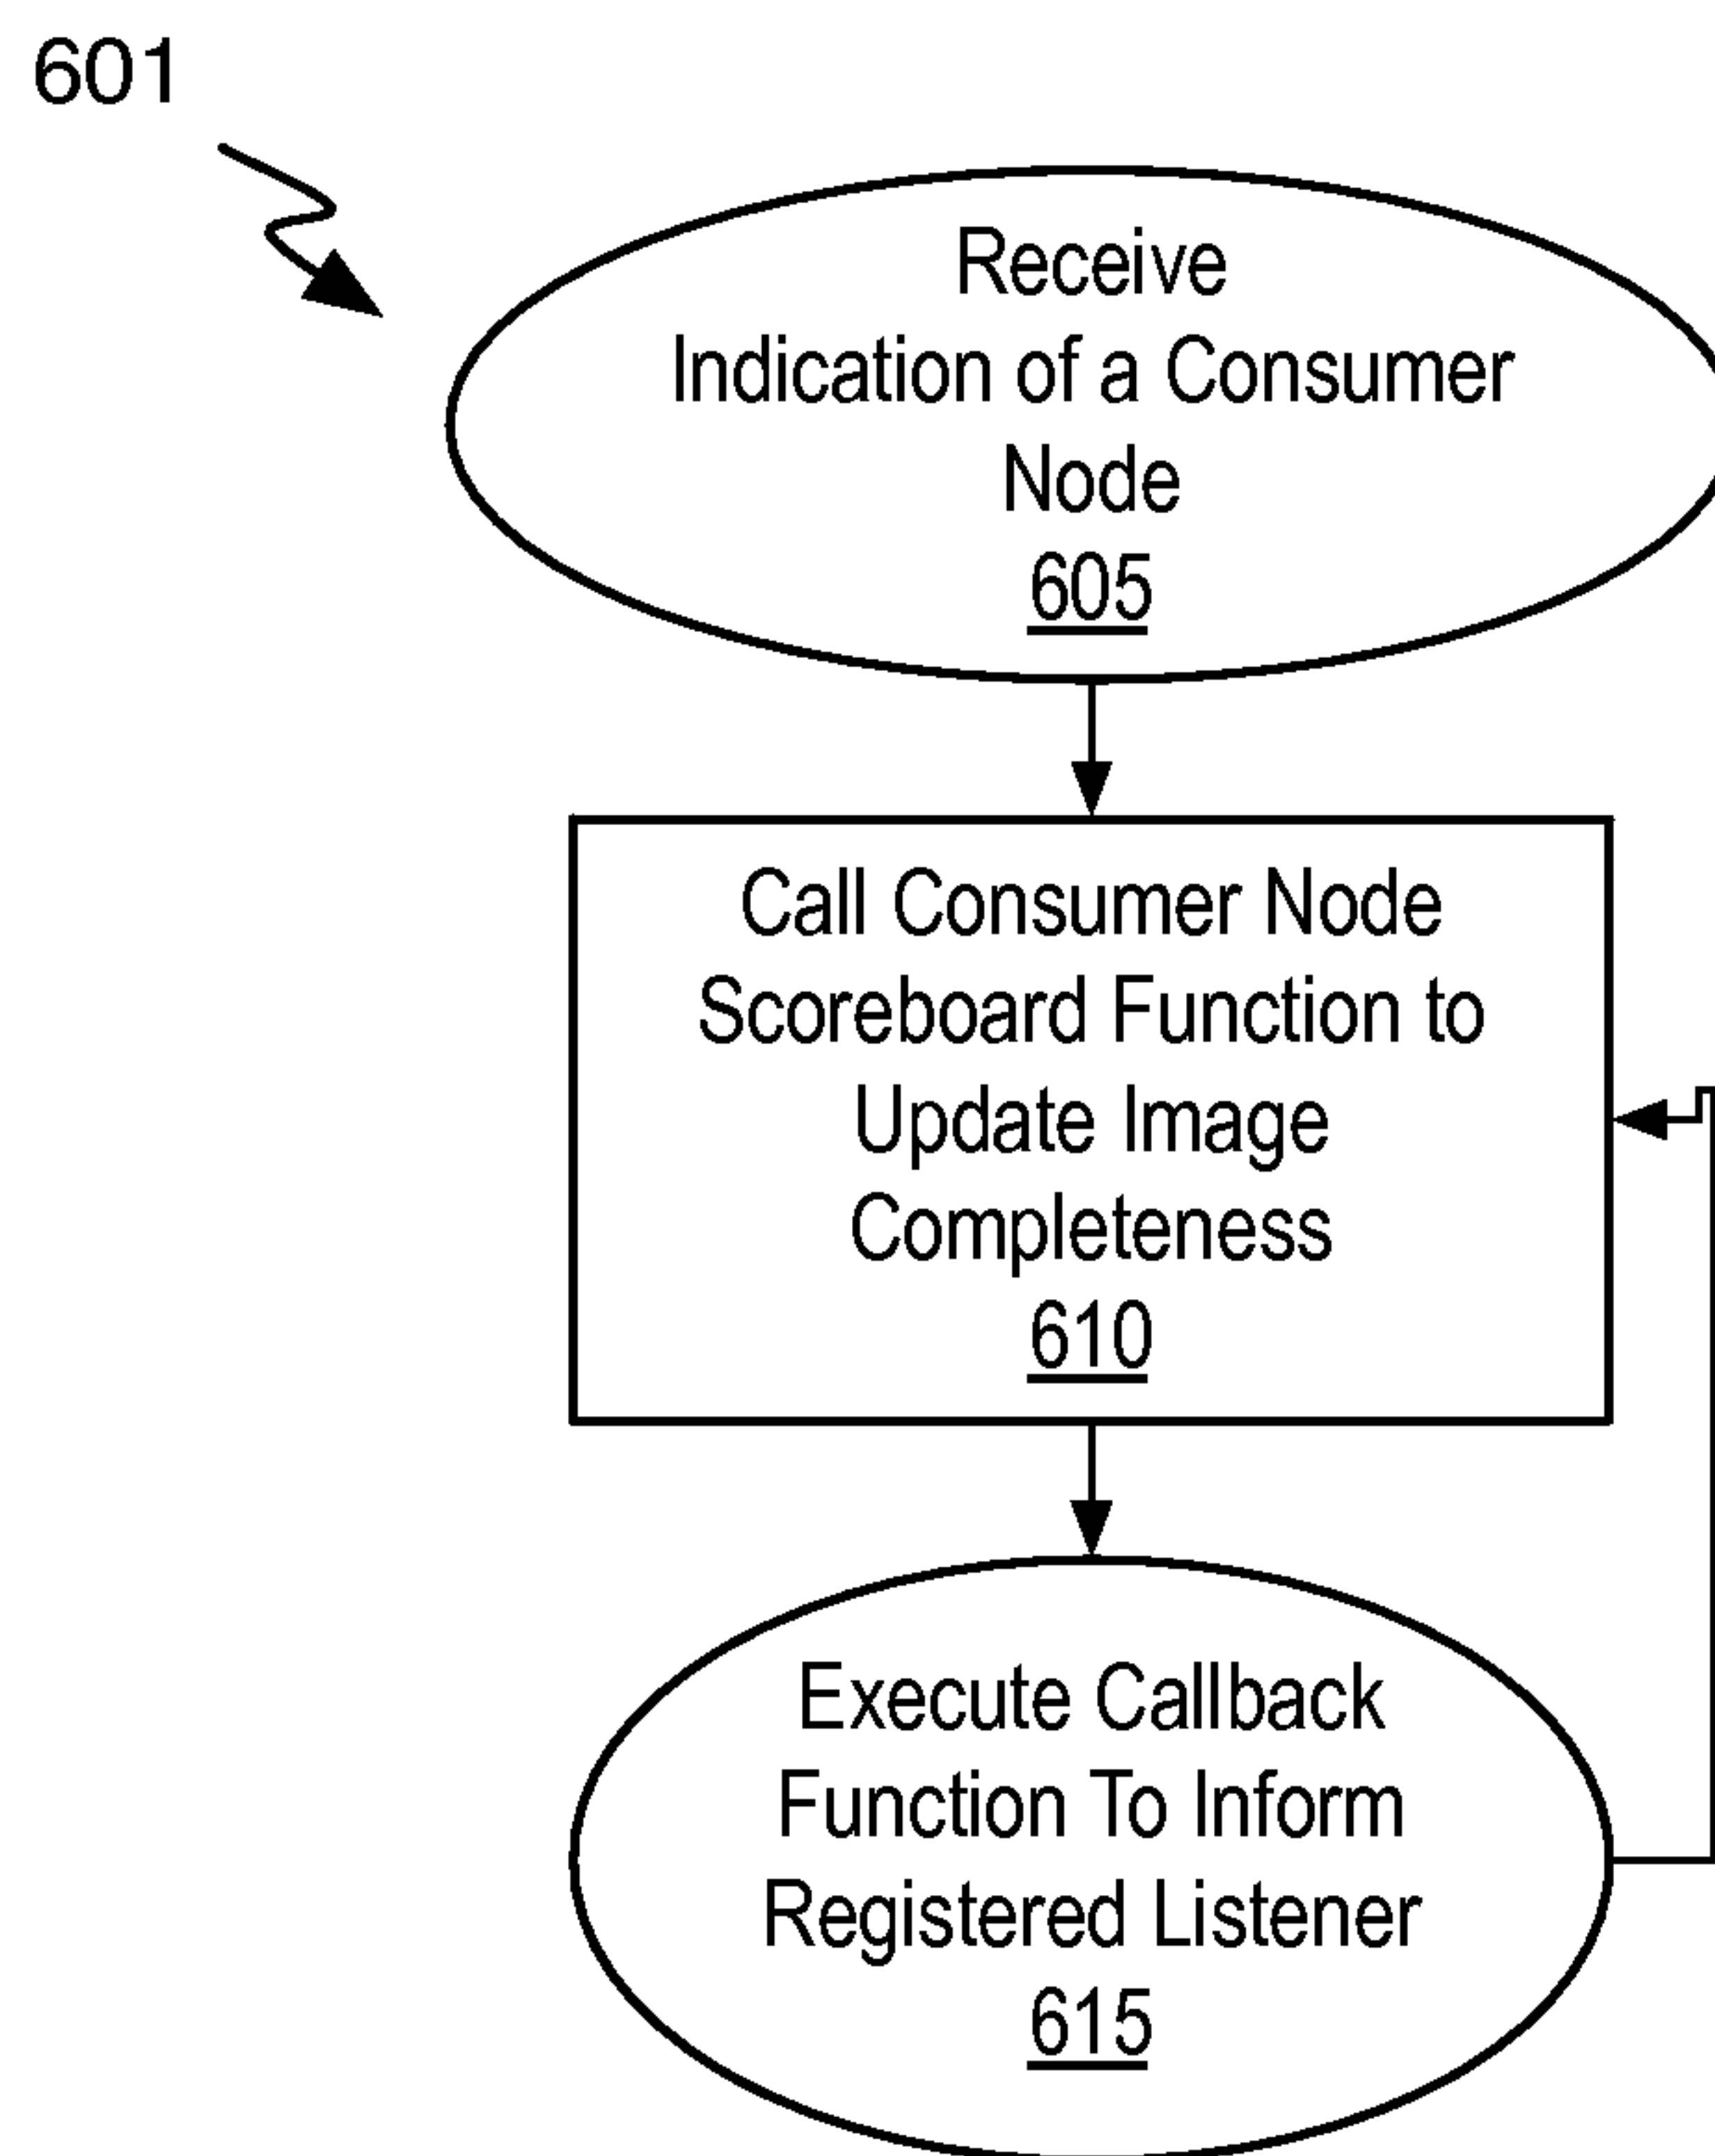 601
Receive
Indication of a Consumer
Node
605
Call Consumer Node
Scoreboard Function to
Update Image
Completeness
610
Execute Callback
Function To Inform
Registered Listener
615